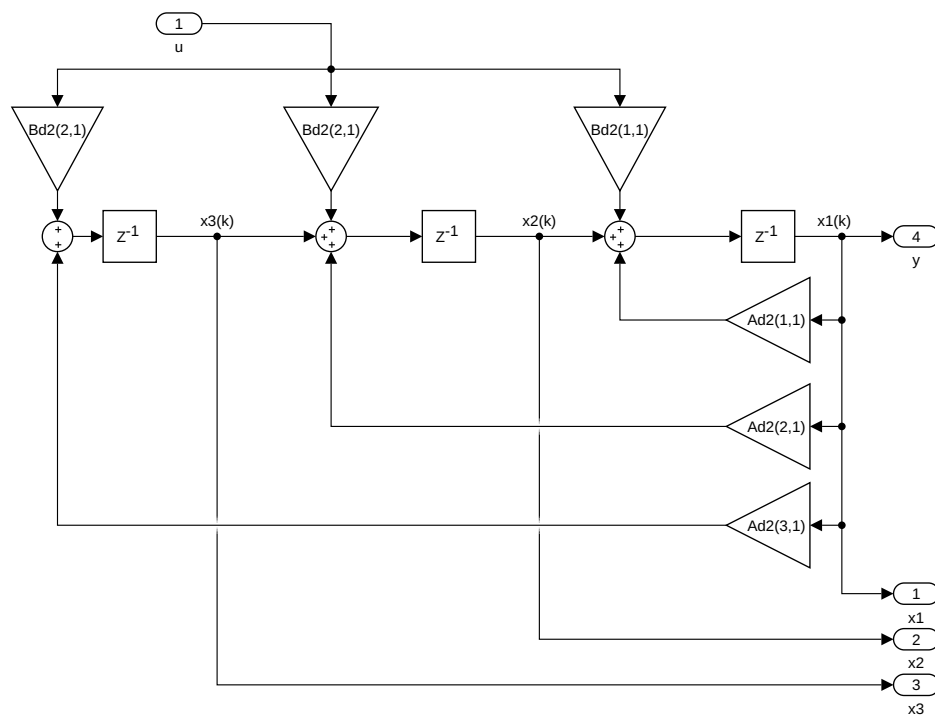 1
u
Bd2(2,1)
Bd2(2,1)
Bd2(1,1)
x3(k)
x2(k)
x1(k)
+
+
Z-1
+
+
+
Z-1
+
+
+
Z-1
4
y
Ad2(1,1)
Ad2(2,1)
Ad2(3,1)
1
x1
2
x2
3
x3